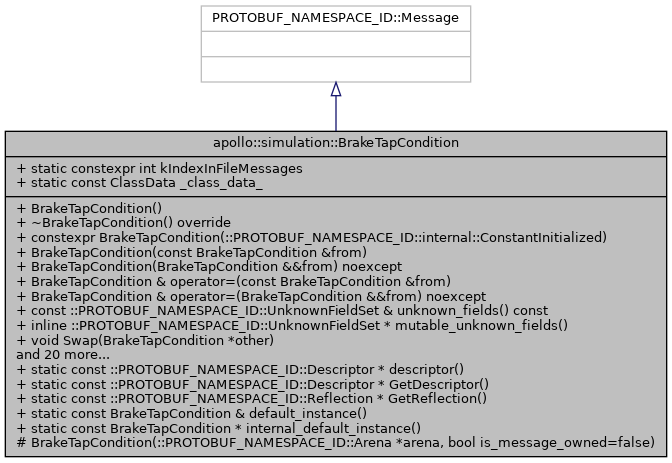 PROTOBUF_NAMESPACE_ID::Message
apollo::simulation::BrakeTapCondition
+ static constexpr int kIndexInFileMessages
+ static const ClassData _class_data_
+ BrakeTapCondition()
+ ~BrakeTapCondition() override
+ constexpr BrakeTapCondition(::PROTOBUF_NAMESPACE_ID::internal::ConstantInitialized)
+ BrakeTapCondition(const BrakeTapCondition &from)
+ BrakeTapCondition(BrakeTapCondition &&from) noexcept
+ BrakeTapCondition & operator=(const BrakeTapCondition &from)
+ BrakeTapCondition & operator=(BrakeTapCondition &&from) noexcept
+ const ::PROTOBUF_NAMESPACE_ID::UnknownFieldSet & unknown_fields() const
+ inline ::PROTOBUF_NAMESPACE_ID::UnknownFieldSet * mutable_unknown_fields()
+ void Swap(BrakeTapCondition *other)
and 20 more...
+ static const ::PROTOBUF_NAMESPACE_ID::Descriptor * descriptor()
+ static const ::PROTOBUF_NAMESPACE_ID::Descriptor * GetDescriptor()
+ static const ::PROTOBUF_NAMESPACE_ID::Reflection * GetReflection()
+ static const BrakeTapCondition & default_instance()
+ static const BrakeTapCondition * internal_default_instance()
# BrakeTapCondition(::PROTOBUF_NAMESPACE_ID::Arena *arena, bool is_message_owned=false)